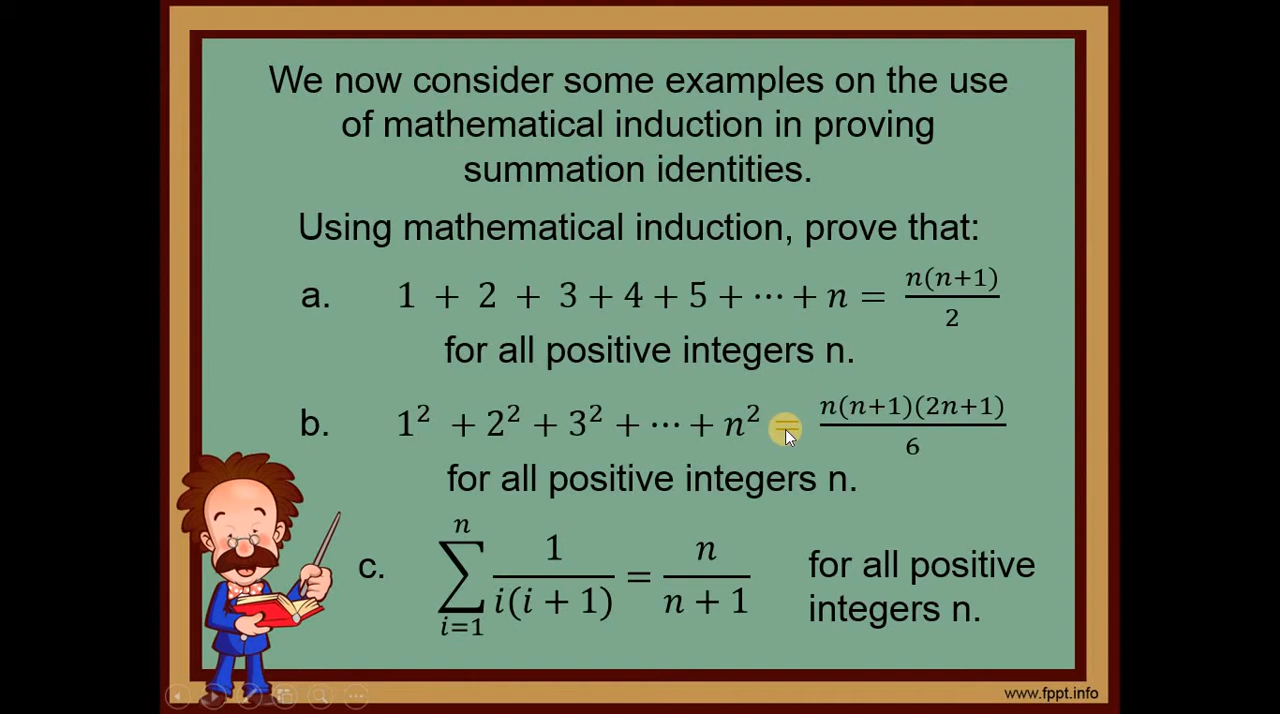 We now consider some examples on the use
of mathematical induction in proving
summation identities.
Using mathematical induction, prove that:
a. 1 + 2 + 3 + 4 + 5 + ⋯ + n = n(n+1)/2
for all positive integers n.
b. 1² + 2² + 3² + ⋯ + n² = n(n+1)(2n+1)/6
for all positive integers n.
c. ∑_{i=1}^{n} 1/(i(i + 1)) = n/(n + 1) for all positive
integers n.
www.fppt.info